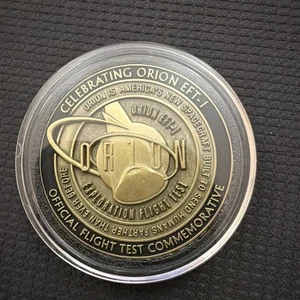 CELEBRATING ORION EFT-1
ORION IS AMERICA'S NEW SPACECRAFT BUILT TO SEND HUMANS FARTHER THAN EVER BEFORE
ORION EFT-1
ORION
EXPLORATION FLIGHT TEST
OFFICIAL FLIGHT TEST COMMEMORATIVE